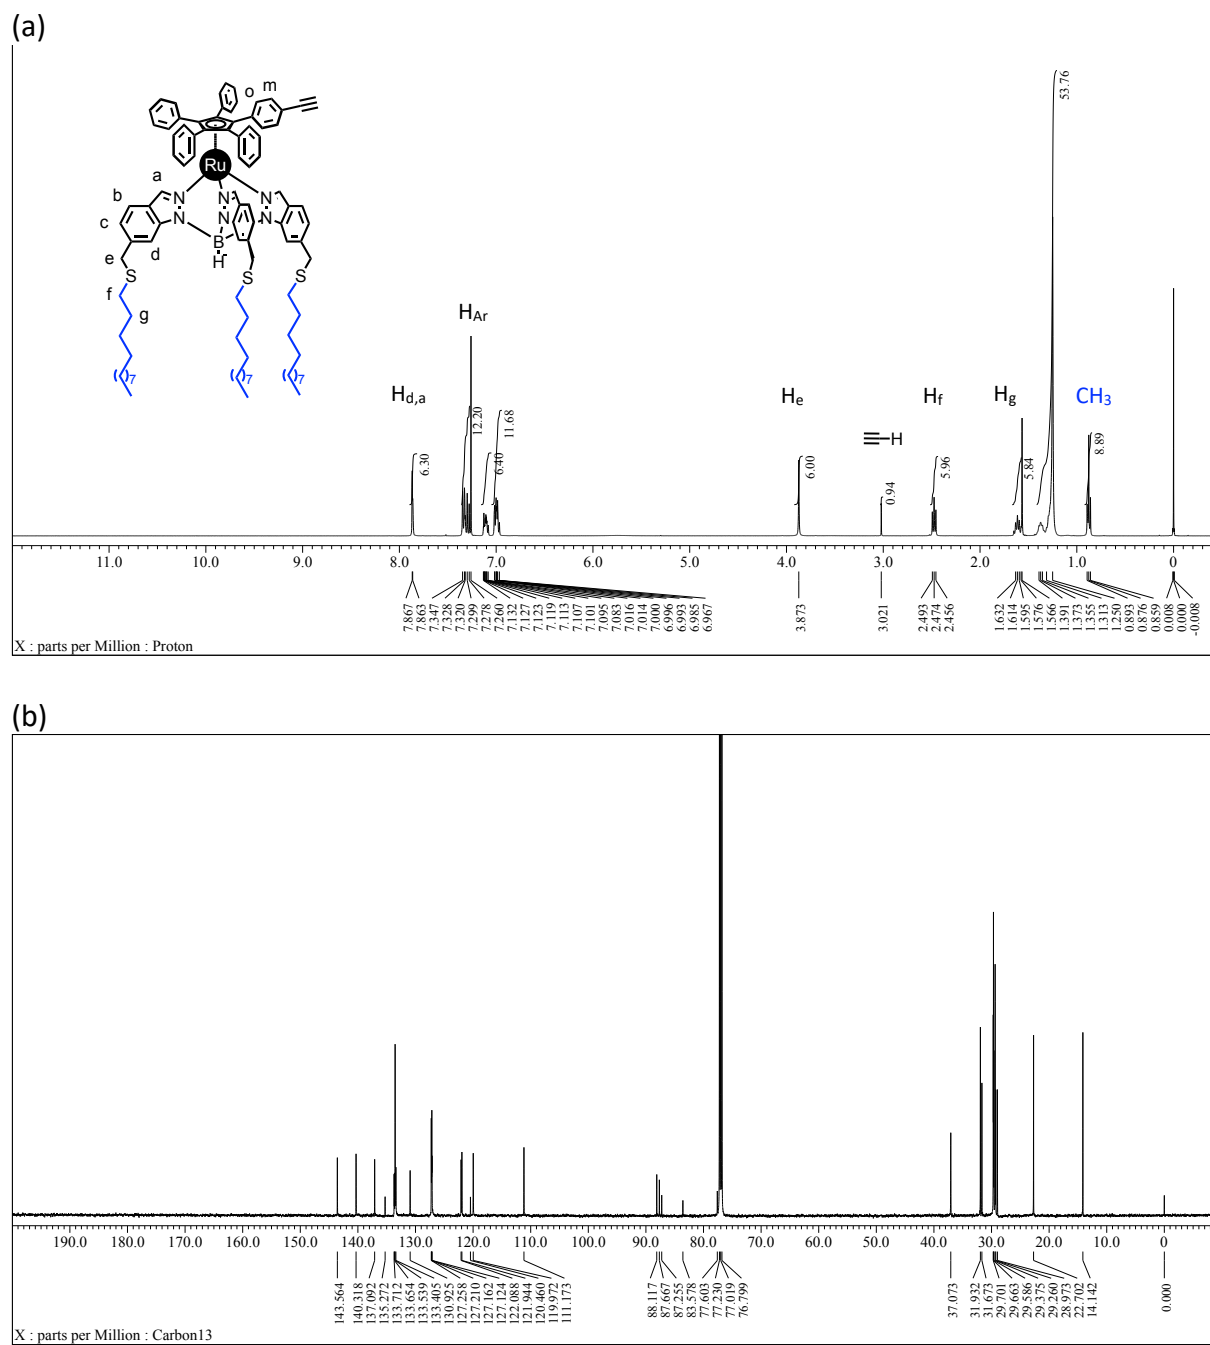 (a)
o
m
Ru
a
b
N
N
N
N
N
N
c
B
H
d
e
S
S
S
f
g
( )7
( )7
( )7
53.76
HAr
Hd,a
He
Hf
Hg
CH3
H
6.30
12.20
6.40
11.68
6.00
0.94
5.96
5.84
8.89
11.0 10.0 9.0 8.0 7.0 6.0 5.0 4.0 3.0 2.0 1.0 0
7.867
7.863
7.347
7.328
7.320
7.299
7.278
7.260
7.132
7.127
7.123
7.119
7.113
7.107
7.101
7.095
7.083
7.016
7.014
7.000
6.996
6.993
6.985
6.967
3.873
3.021
2.493
2.474
2.456
1.632
1.614
1.595
1.576
1.566
1.391
1.373
1.355
1.313
1.250
0.893
0.876
0.859
0.008
0.000
-0.008
X : parts per Million : Proton
(b)
190.0 180.0 170.0 160.0 150.0 140.0 130.0 120.0 110.0 100.0 90.0 80.0 70.0 60.0 50.0 40.0 30.0 20.0 10.0 0
143.564
140.318
137.092
135.272
133.712
133.654
133.539
133.405
130.925
127.258
127.210
127.162
127.124
122.088
121.944
120.460
119.972
111.173
88.117
87.667
87.255
83.578
77.603
77.230
77.019
76.799
37.073
31.932
31.673
29.701
29.663
29.586
29.375
29.260
28.973
22.702
14.142
0.000
X : parts per Million : Carbon13